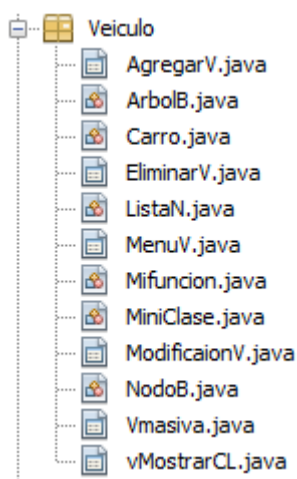 Veiculo
AgregarV.java
ArbolB.java
Carro.java
EliminarV.java
ListaN.java
MenuV.java
Mifuncion.java
MiniClase.java
ModificaionV.java
NodoB.java
Vmasiva.java
vMostrarCL.java